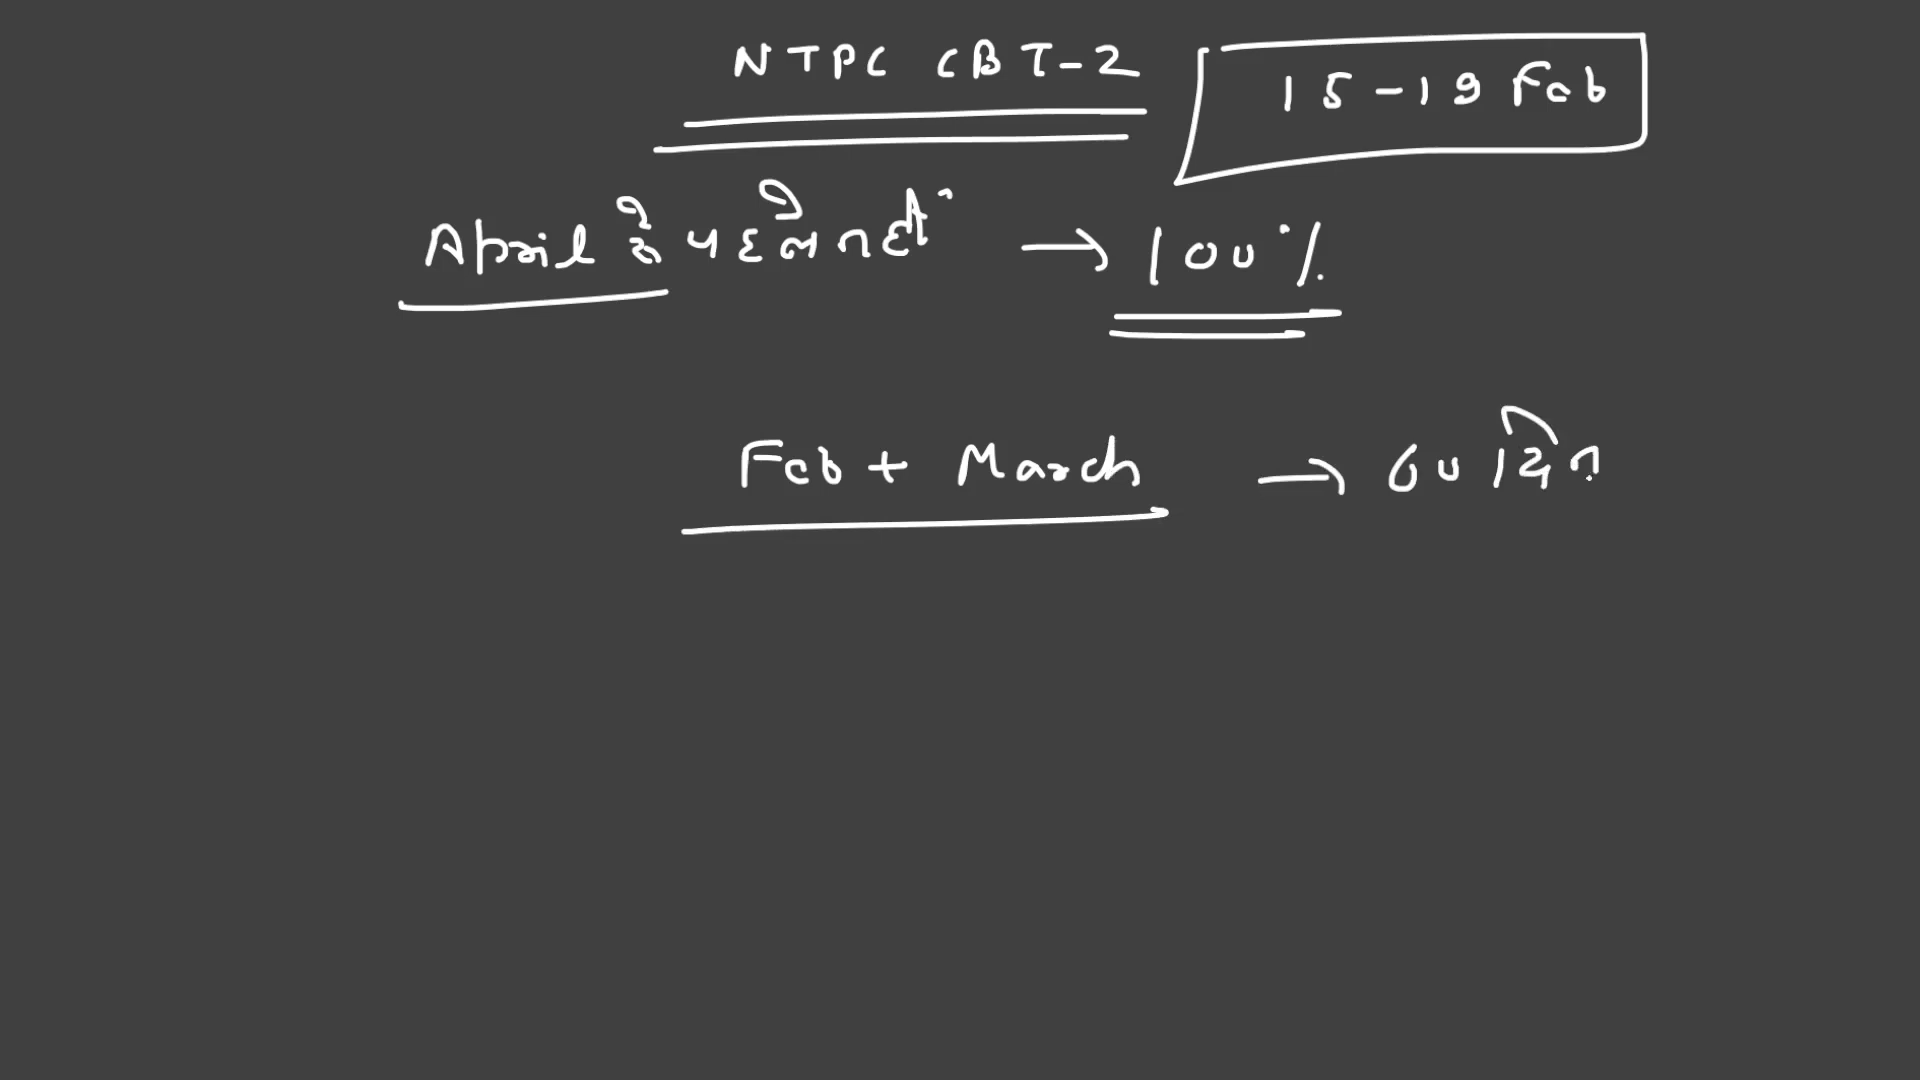 NTPC CBT-2 15-19 Feb
April से पहले नहीं → 100%
Feb + March → 60 दिन